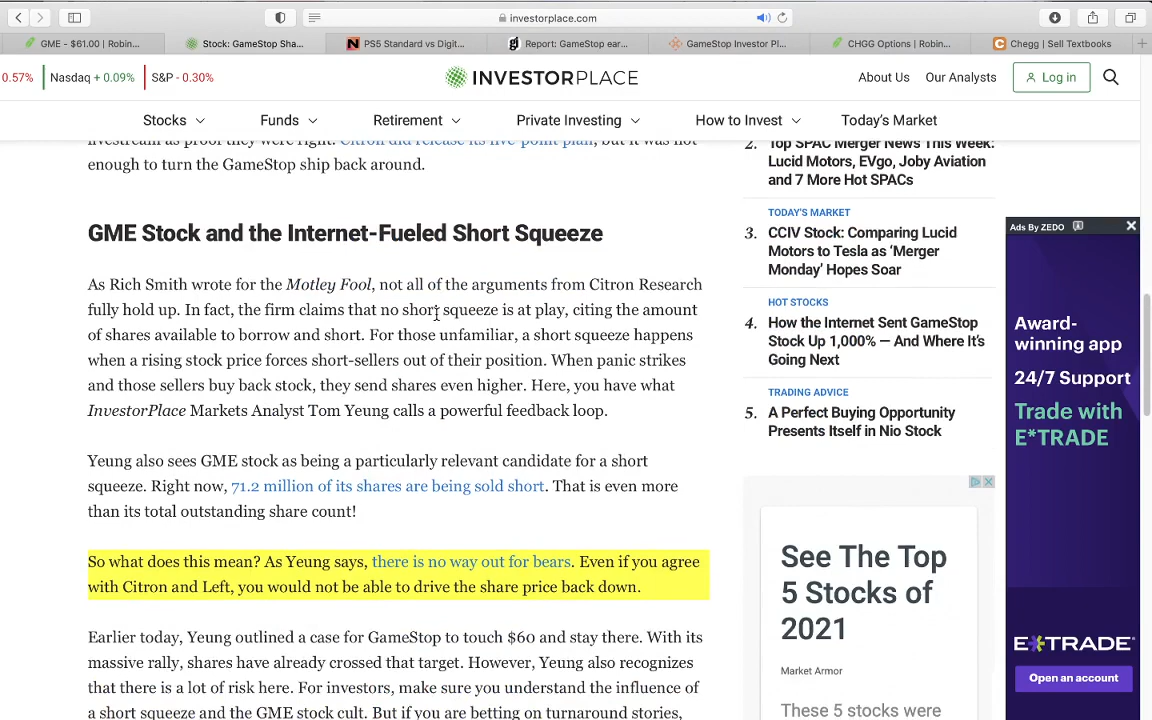 investorplace.com
GME - $61.00 | Robin...
Stock: GameStop Sha...
PS5 Standard vs Digit...
Report: GameStop ear...
GameStop Investor Pl...
CHGG Options | Robin...
Chegg | Sell Textbooks
0.57% Nasdaq + 0.09% S&P - 0.30%
INVESTORPLACE
About Us Our Analysts Log in
Stocks Funds Retirement Private Investing How to Invest Today's Market
livestream as proof they were right. Citron did release its five-point plan, but it was not
enough to turn the GameStop ship back around.
GME Stock and the Internet-Fueled Short Squeeze
As Rich Smith wrote for the Motley Fool, not all of the arguments from Citron Research
fully hold up. In fact, the firm claims that no short squeeze is at play, citing the amount
of shares available to borrow and short. For those unfamiliar, a short squeeze happens
when a rising stock price forces short-sellers out of their position. When panic strikes
and those sellers buy back stock, they send shares even higher. Here, you have what
InvestorPlace Markets Analyst Tom Yeung calls a powerful feedback loop.
Yeung also sees GME stock as being a particularly relevant candidate for a short
squeeze. Right now, 71.2 million of its shares are being sold short. That is even more
than its total outstanding share count!
So what does this mean? As Yeung says, there is no way out for bears. Even if you agree
with Citron and Left, you would not be able to drive the share price back down.
Earlier today, Yeung outlined a case for GameStop to touch $60 and stay there. With its
massive rally, shares have already crossed that target. However, Yeung also recognizes
that there is a lot of risk here. For investors, make sure you understand the influence of
a short squeeze and the GME stock cult. But if you are betting on turnaround stories,
2. Top SPAC Merger News This Week:
Lucid Motors, EVgo, Joby Aviation
and 7 More Hot SPACs
TODAY'S MARKET
3. CCIV Stock: Comparing Lucid
Motors to Tesla as ‘Merger
Monday’ Hopes Soar
HOT STOCKS
4. How the Internet Sent GameStop
Stock Up 1,000% — And Where It's
Going Next
TRADING ADVICE
5. A Perfect Buying Opportunity
Presents Itself in Nio Stock
See The Top
5 Stocks of
2021
Market Armor
These 5 stocks were
Ads By ZEDO
Award-
winning app
24/7 Support
Trade with
E*TRADE
E*TRADE
Open an account